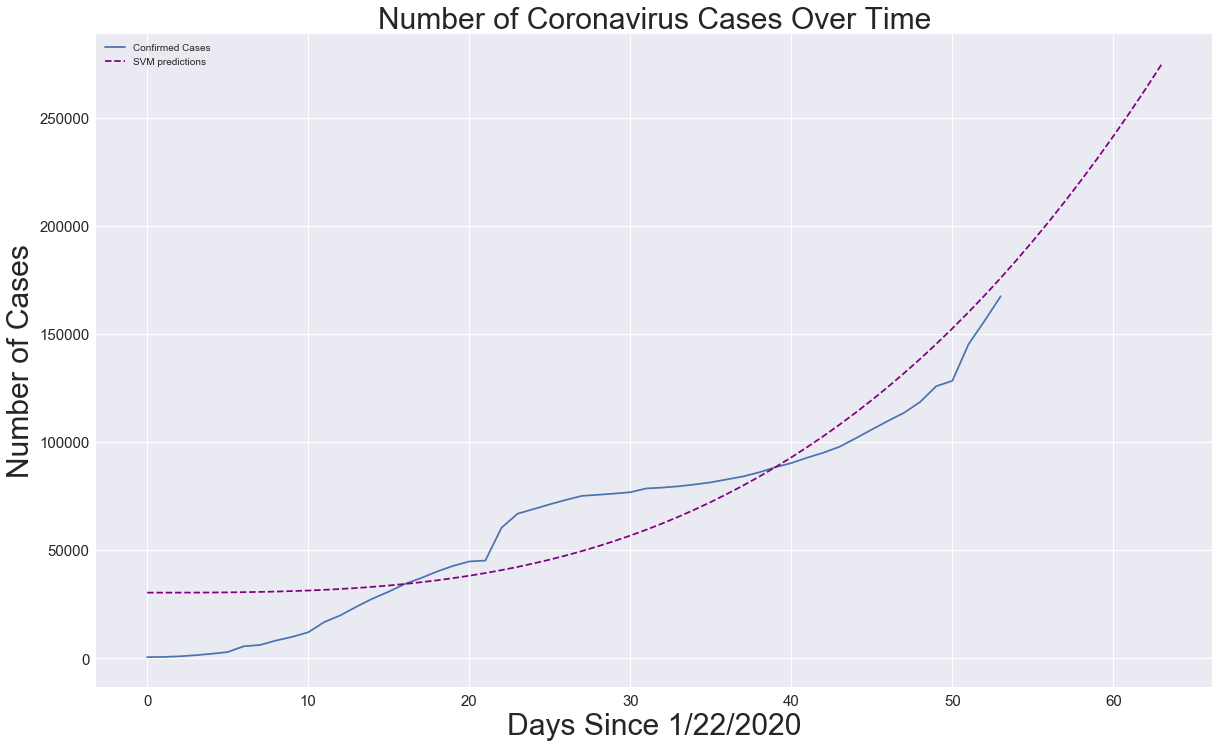 Number of Coronavirus Cases Over Time
Confirmed Cases
SVM predictions
250000
200000
150000
100000
50000
0
Number of Cases
0 10 20 30 40 50 60
Days Since 1/22/2020